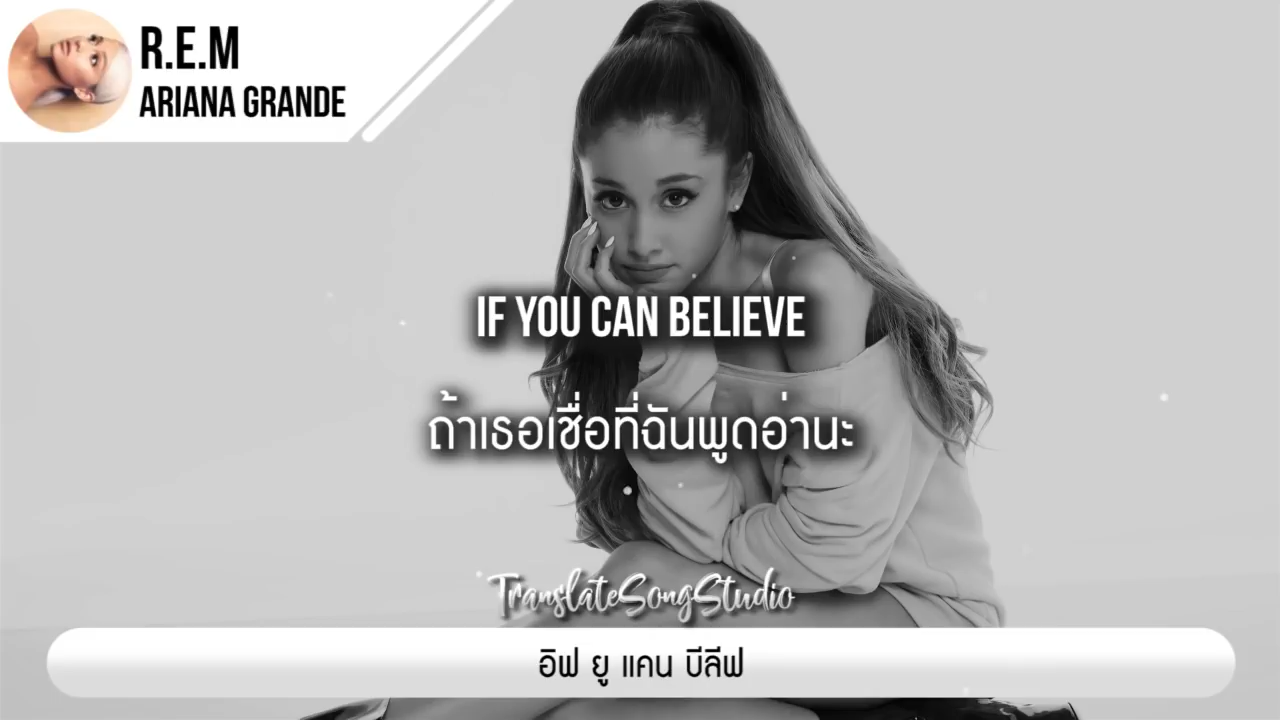 R.E.M
ARIANA GRANDE
IF YOU CAN BELIEVE
ถ้าเธอเชื่อที่ฉันพูดอ่านะ
TranslateSongStudio
อิฟ ยู แคน บีลีฟ